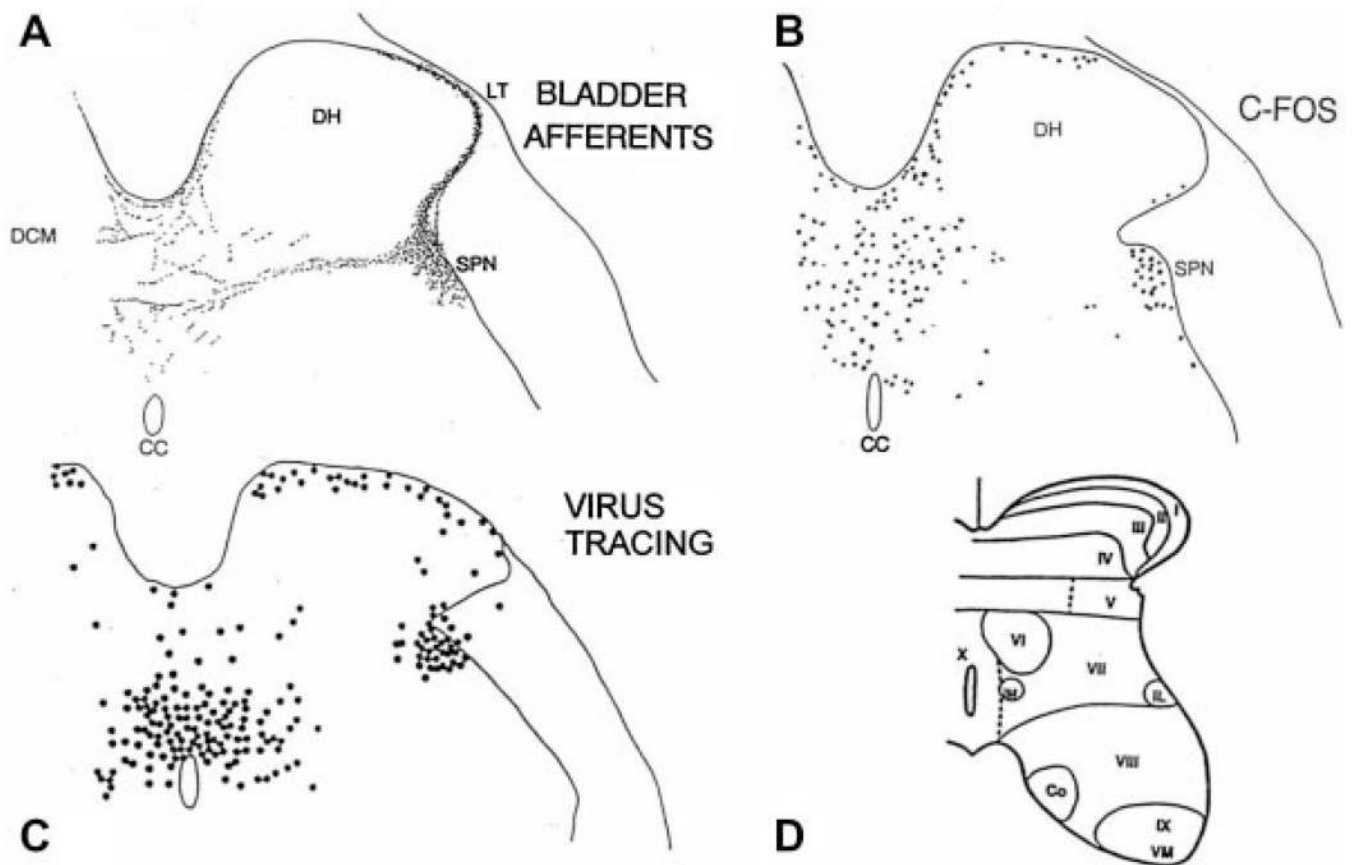 A
LT
BLADDER
AFFERENTS
DH
DCM
SPN
CC
B
C-FOS
DH
SPN
CC
VIRUS
TRACING
C
I
II
III
IV
V
VI
X
VII
IL
VIII
Co
IX
VM
D